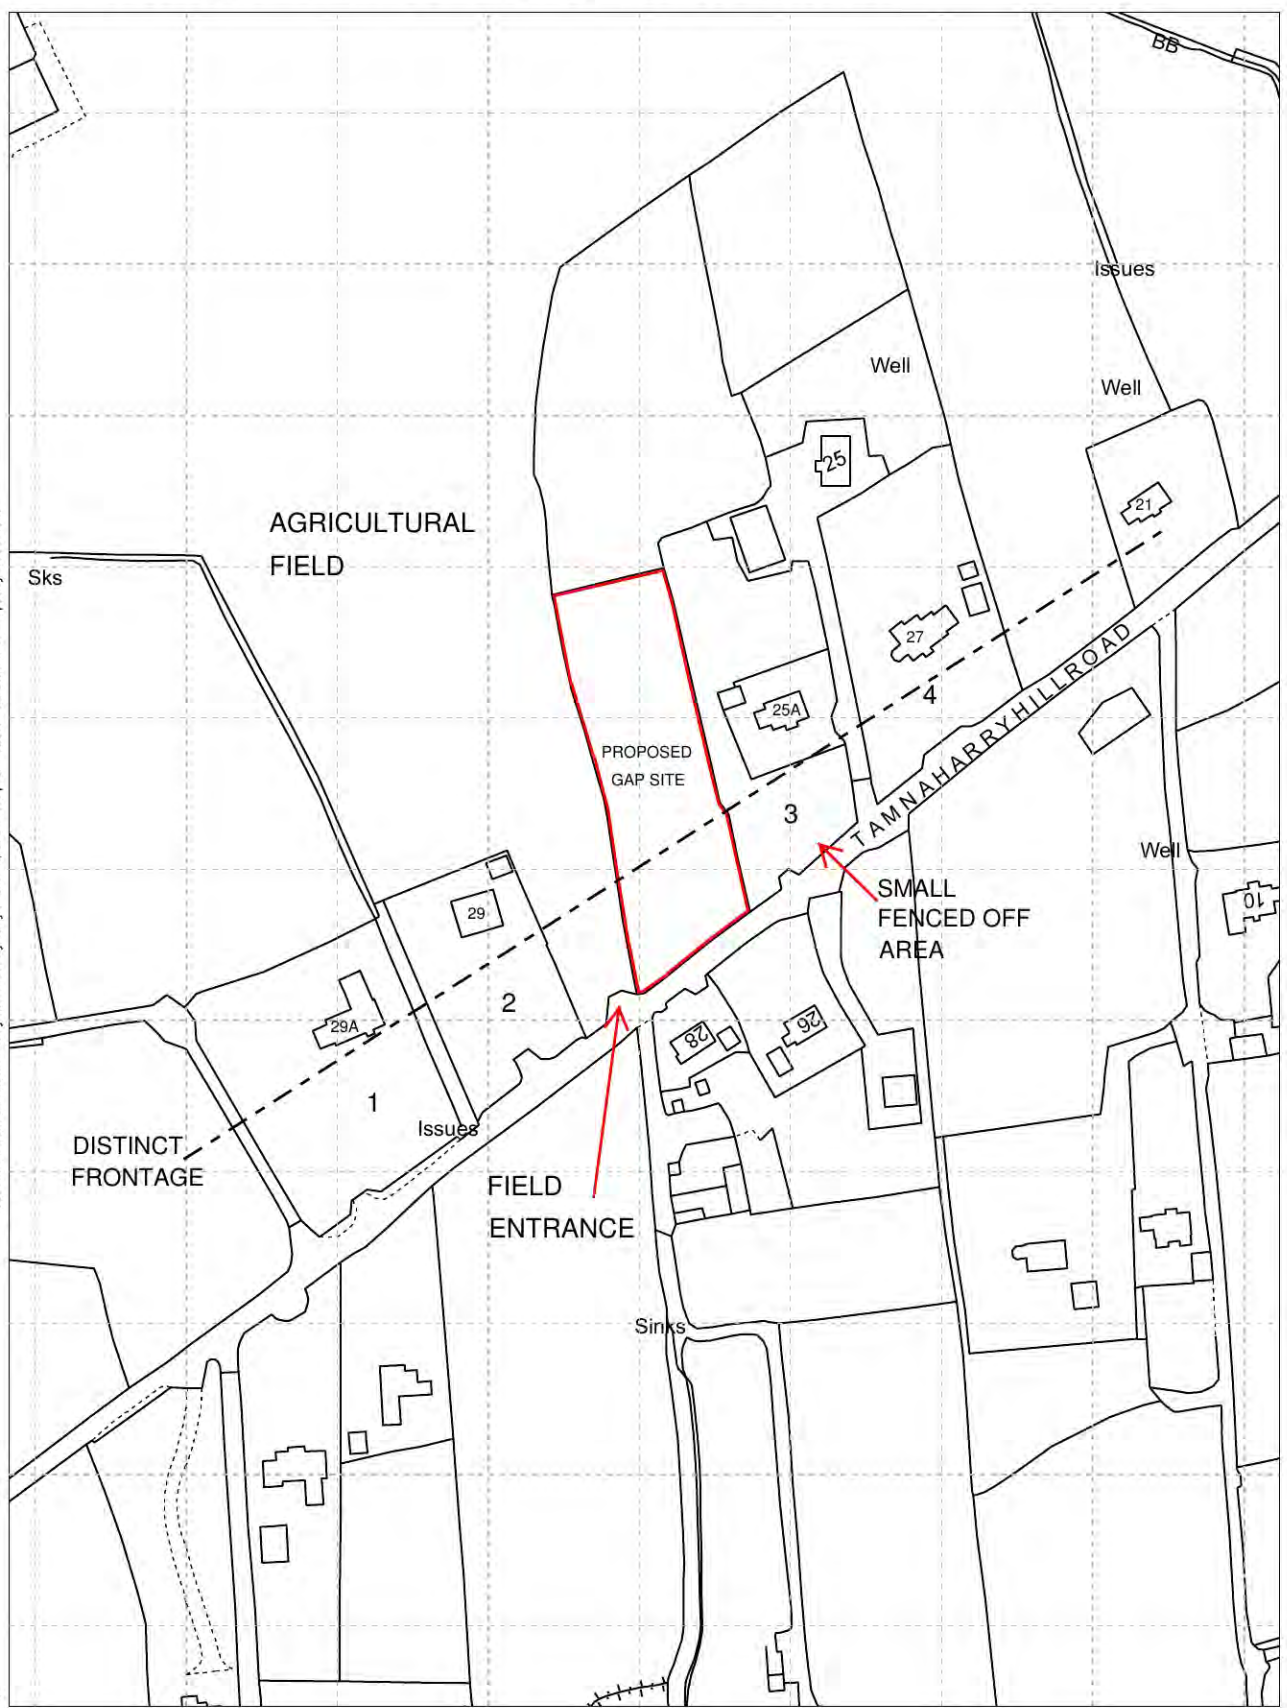 BB
Issues
Well
Well
25
21
AGRICULTURAL
FIELD
Sks
27
4
25A
PROPOSED
GAP SITE
TAMNAHARRYHILLROAD
3
Well
SMALL
FENCED OFF
AREA
10
29
2
26
28
29A
1
Issues
DISTINCT
FRONTAGE
FIELD
ENTRANCE
Sinks